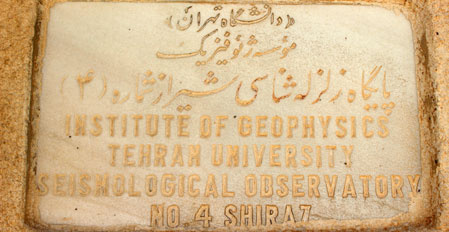 (دانشگاه تهران)
مؤسسه ژئوفیزیک
پایگاه زلزله شناسی شیراز شماره (۴)
INSTITUTE OF GEOPHYSICS
TEHRAN UNIVERSITY
SEISMOLOGICAL OBSERVATORY
NO. 4 SHIRAZ